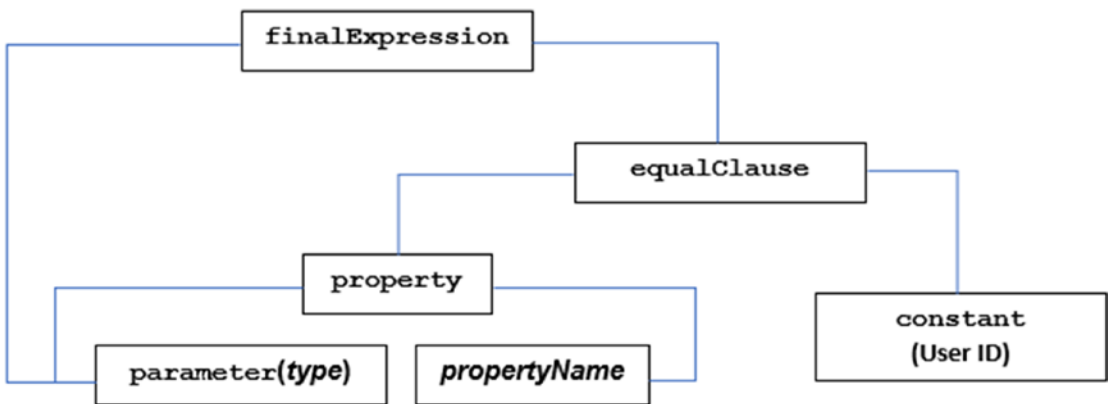 finalExpression
equalClause
property
constant
(User ID)
parameter(type)
propertyName